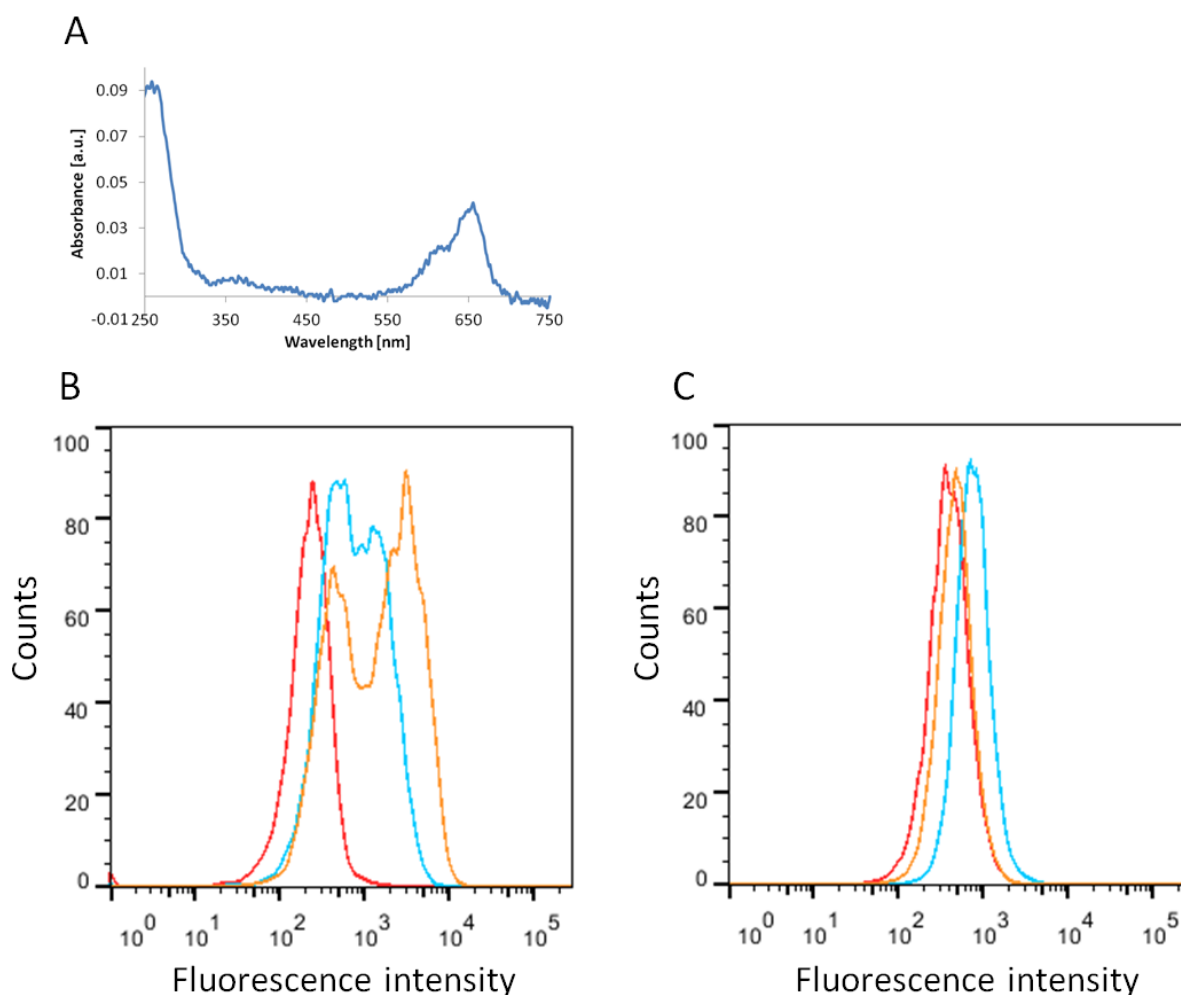 A
0.09
0.07
0.05
0.03
0.01
-0.01
250 350 450 550 650 750
Absorbance [a.u.]
Wavelength [nm]
B
100
80
60
40
20
0
Counts
10^0 10^1 10^2 10^3 10^4 10^5
Fluorescence intensity
C
100
80
60
40
20
0
Counts
10^0 10^1 10^2 10^3 10^4 10^5
Fluorescence intensity